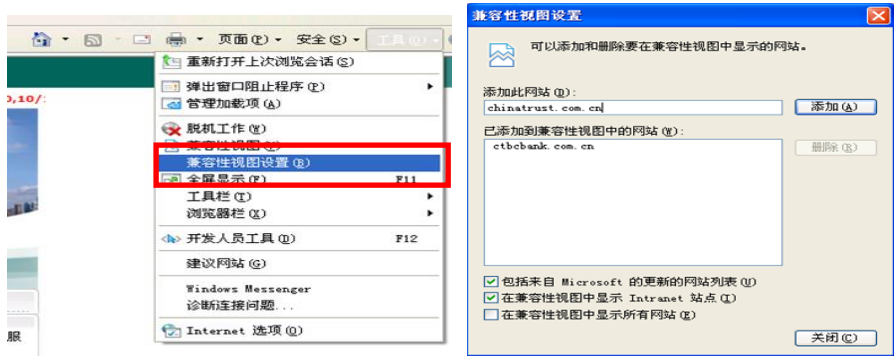 页面(P)
安全(S)
工具(O)
0,10/
重新打开上次浏览会话(S)
弹出窗口阻止程序(P)
管理加载项(A)
脱机工作(W)
兼容性视图(V)
兼容性视图设置(B)
全屏显示(F) F11
工具栏(T)
浏览器栏(X)
开发人员工具(D) F12
建议网站(G)
Windows Messenger
诊断连接问题...
Internet 选项(O)
服
兼容性视图设置
可以添加和删除要在兼容性视图中显示的网站。
添加此网站(D):
chinatrust.com.cn 添加(A)
已添加到兼容性视图中的网站(W):
ctbcbank.com.cn 删除(R)
包括来自 Microsoft 的更新的网站列表(U)
在兼容性视图中显示 Intranet 站点(I)
在兼容性视图中显示所有网站(E)
关闭(C)